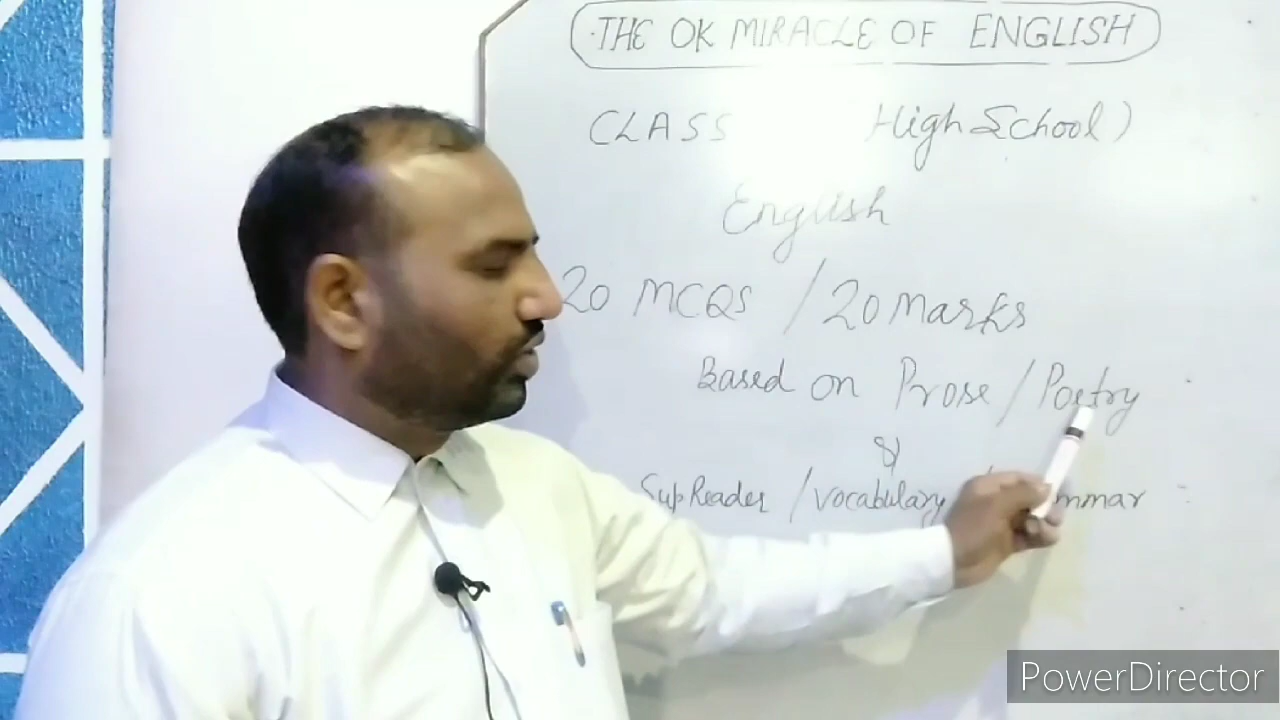 THE OK MIRACLE OF ENGLISH
CLASS High School)
English
20 MCQS / 20 Marks
Based on Prose / Poetry
&
Sup Reader / vocabulary /
PowerDirector